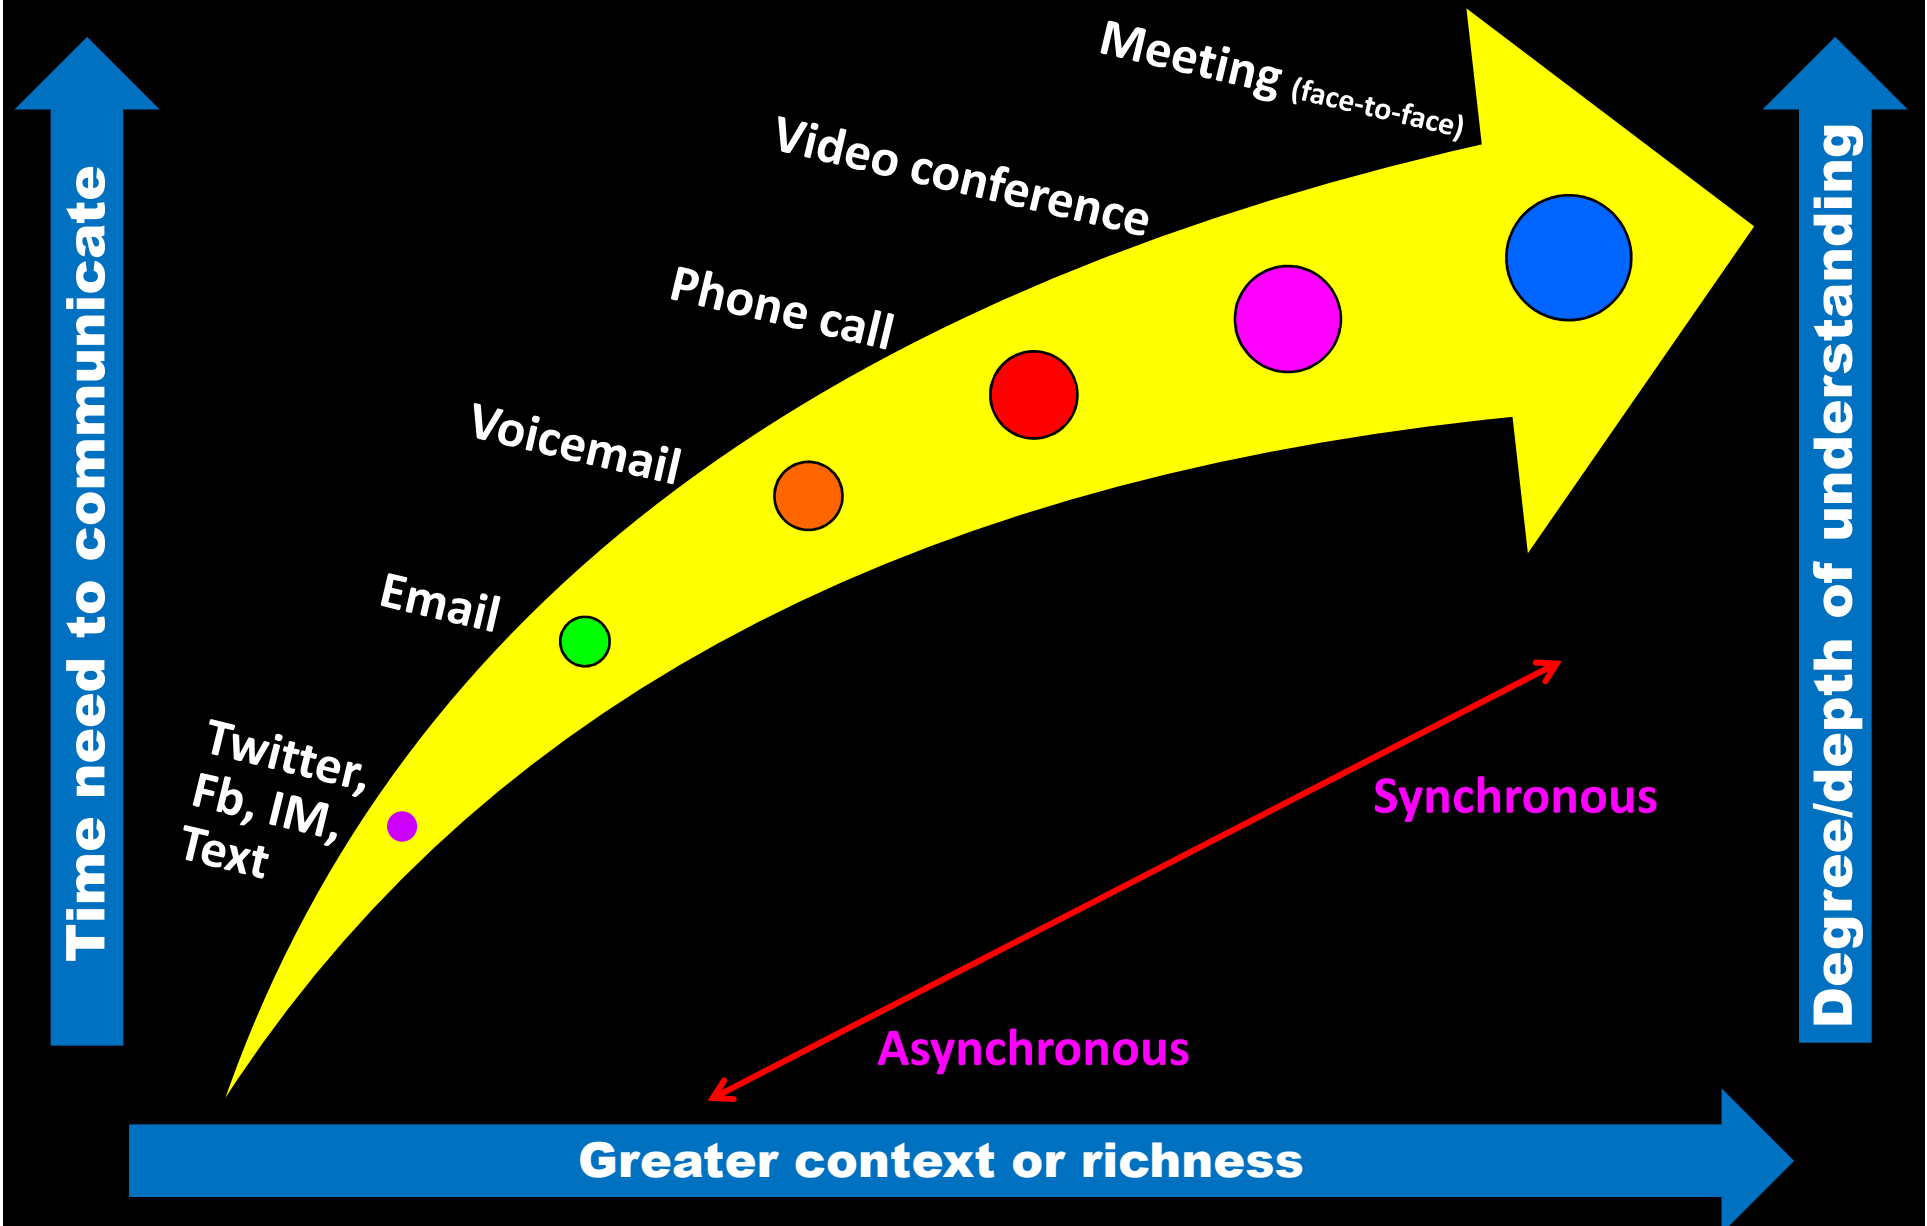 Meeting (face-to-face)
Video conference
Phone call
Voicemail
Email
Twitter,
Fb, IM,
Text
Time need to communicate
Degree/depth of understanding
Synchronous
Asynchronous
Greater context or richness